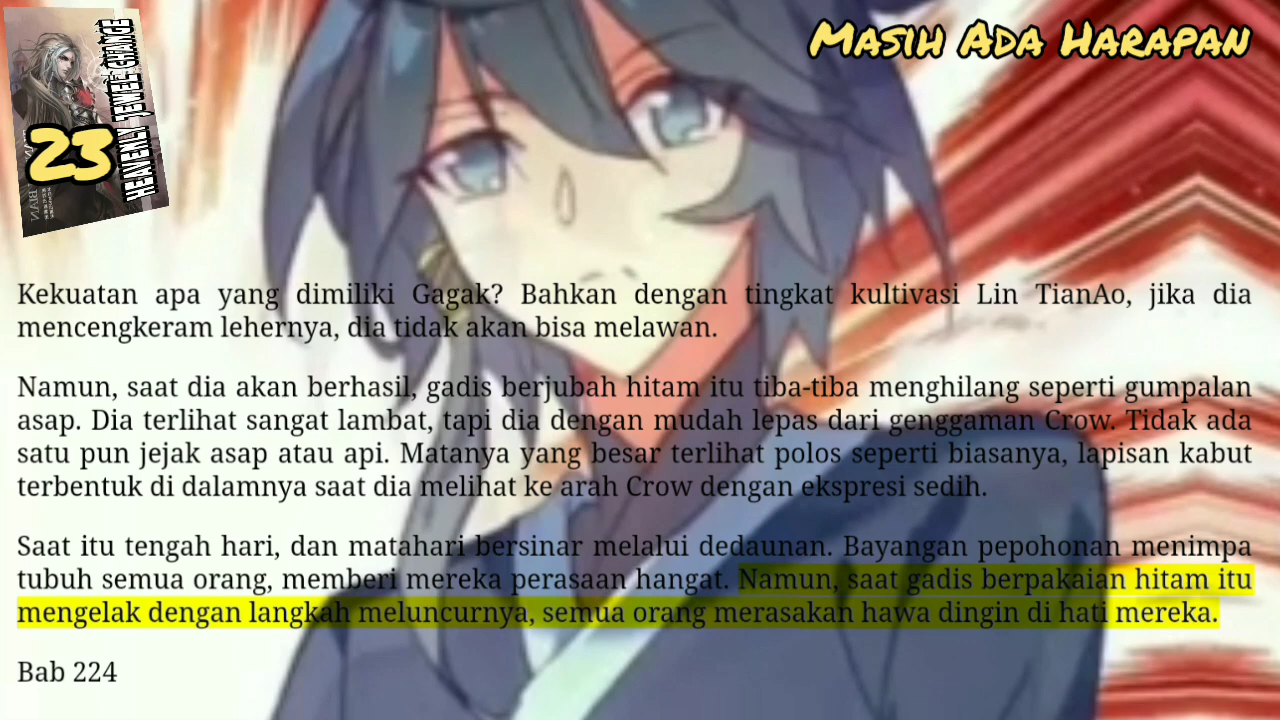 Masih Ada Harapan
23
HEAVENLY JEWEL CHANGE
Kekuatan apa yang dimiliki Gagak? Bahkan dengan tingkat kultivasi Lin TianAo, jika dia
mencengkeram lehernya, dia tidak akan bisa melawan.
Namun, saat dia akan berhasil, gadis berjubah hitam itu tiba-tiba menghilang seperti gumpalan
asap. Dia terlihat sangat lambat, tapi dia dengan mudah lepas dari genggaman Crow. Tidak ada
satu pun jejak asap atau api. Matanya yang besar terlihat polos seperti biasanya, lapisan kabut
terbentuk di dalamnya saat dia melihat ke arah Crow dengan ekspresi sedih.
Saat itu tengah hari, dan matahari bersinar melalui dedaunan. Bayangan pepohonan menimpa
tubuh semua orang, memberi mereka perasaan hangat. Namun, saat gadis berpakaian hitam itu
mengelak dengan langkah meluncurnya, semua orang merasakan hawa dingin di hati mereka.
Bab 224